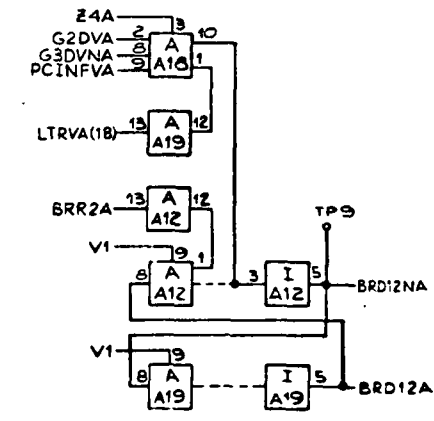 Z4A 3
G2DVA 2 A 10
G3DVNA 8 1
PCINFVA 9 A18
LTRVA(18) 13 A 12
A19
BRR2A 13 A 12
A12
TP9
V1 9 1
8 A 3 I 5 BRD12NA
A12 A12
V1 9
8 A I 5 BRD12A
A19 A19